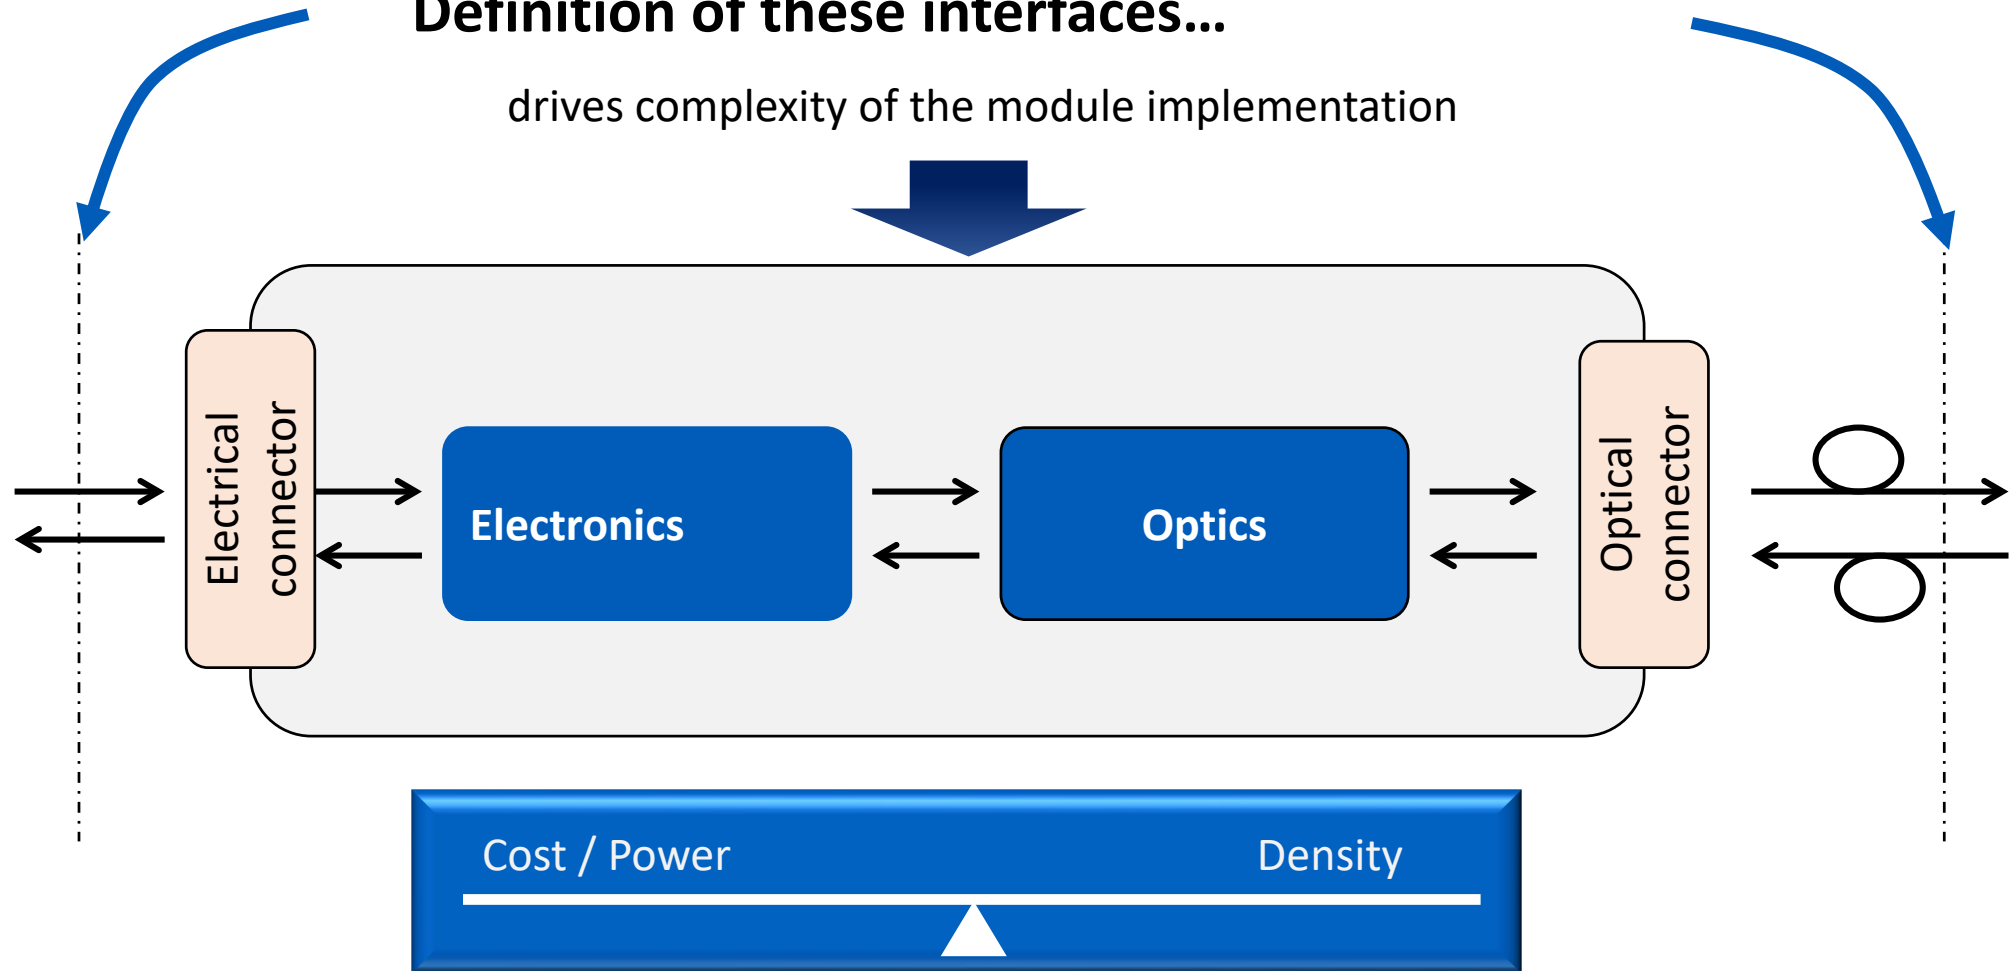 Definition of these interfaces...
drives complexity of the module implementation
Electrical
connector
Electronics
Optics
Optical
connector
Cost / Power
Density